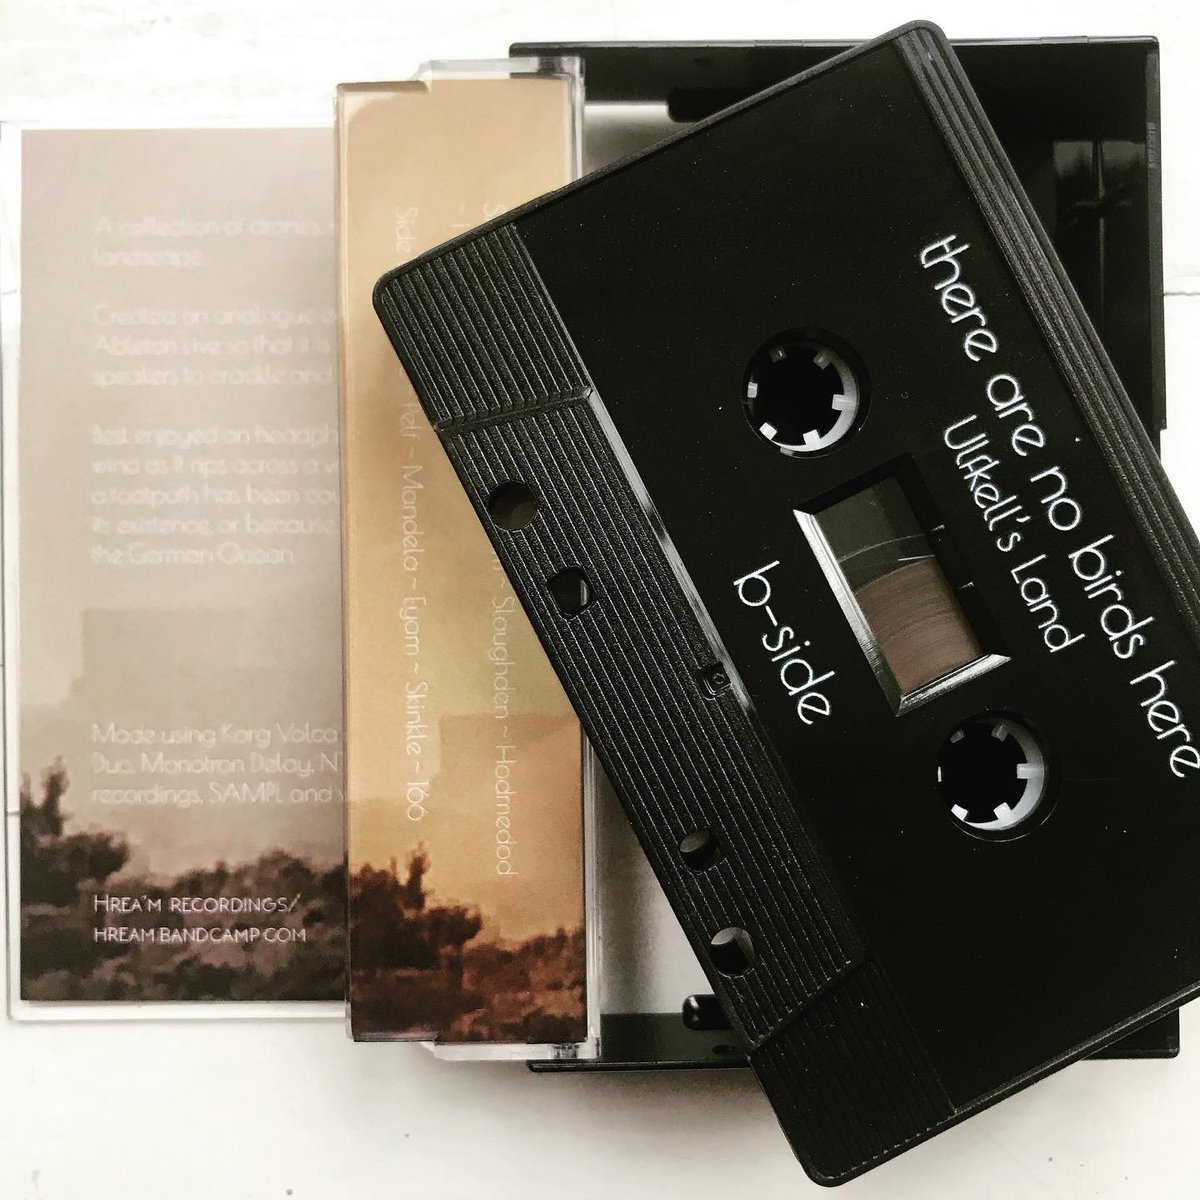 A collection of drones
landscape.
Created on analogue
Ableton Live so that it is
speakers to crackle and
Best enjoyed on headph
wind as it rips across a
a footpath has been
its existence or because
the German Ocean.
Made using Korg Volca
Duo, Monotron Delay, N
recordings, SAMPL and
HREA'M RECORDINGS/
HREAM.BANDCAMP.COM
~ Slaughden ~ Hodmedod
Side
~ Mandela ~ Eyam ~ Skinkle ~ 166
there are no birds here
Ulfkell's Land
b-side